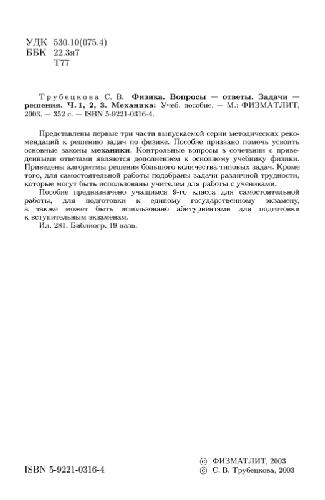 УДК 530.10(075.4)
ББК 22.3я7
Т77
Трубецкова С. В. Физика. Вопросы — ответы. Задачи —
решения. Ч. 1, 2, 3. Механика: Учеб. пособие. — М.: ФИЗМАТЛИТ,
2003. — 352 с. — ISBN 5-9221-0316-4.
Представлены первые три части выпускаемой серии методических реко-
мендаций к решению задач по физике. Пособие призвано помочь усвоить
основные законы механики. Контрольные вопросы в сочетании с приве-
денными ответами являются дополнением к основному учебнику физики.
Приведены алгоритмы решения большого количества типовых задач. Кроме
того, для самостоятельной работы подобраны задачи различной трудности,
которые могут быть использованы учителем для работы с учениками.
Пособие предназначено учащимся 9-го класса для самостоятельной
работы, для подготовки к единому государственному экзамену,
а также может быть использовано абитуриентами для подготовки
к вступительным экзаменам.
Ил. 281. Библиогр. 19 назв.
© ФИЗМАТЛИТ, 2003
ISBN 5-9221-0316-4 © С. В. Трубецкова, 2003